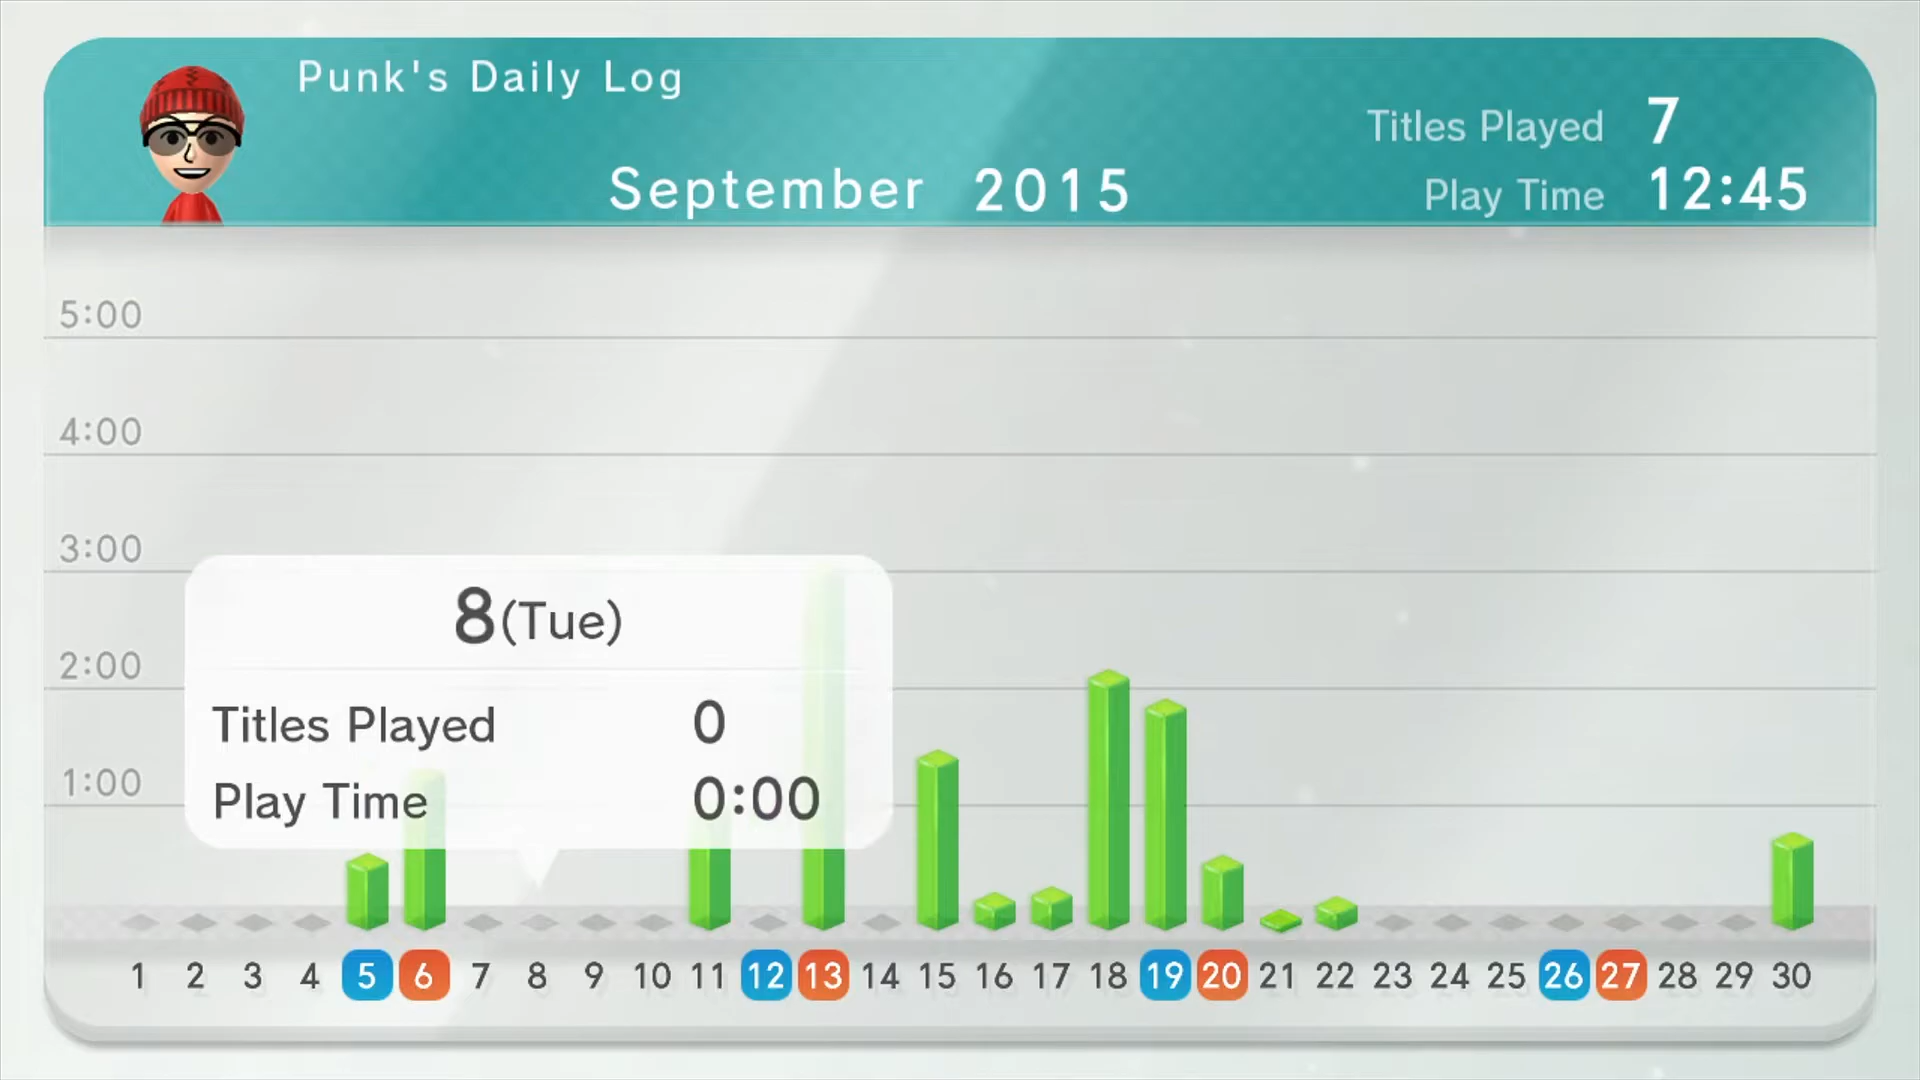 Punk's Daily Log
Titles Played 7
September 2015
Play Time 12:45
5:00
4:00
3:00
8(Tue)
2:00
Titles Played 0
1:00
Play Time 0:00
1 2 3 4 5 6 7 8 9 10 11 12 13 14 15 16 17 18 19 20 21 22 23 24 25 26 27 28 29 30